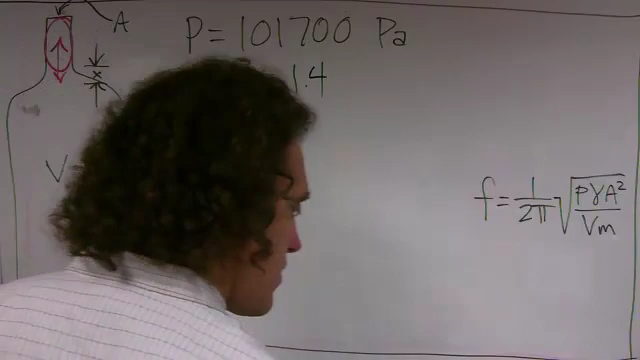 A
P = 101700 Pa
x
1.4
V
f = 1/2π √PγA²/Vm